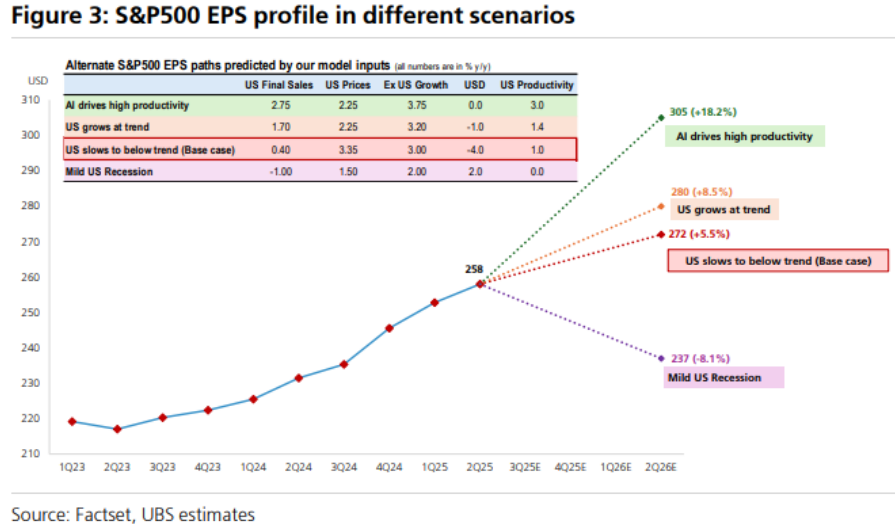 Figure 3: S&P500 EPS profile in different scenarios
Alternate S&P500 EPS paths predicted by our model inputs (all numbers are in % y/y)
US Final Sales US Prices Ex US Growth USD US Productivity
AI drives high productivity 2.75 2.25 3.75 0.0 3.0
US grows at trend 1.70 2.25 3.20 -1.0 1.4
US slows to below trend (Base case) 0.40 3.35 3.00 -4.0 1.0
Mild US Recession -1.00 1.50 2.00 2.0 0.0
USD
310
300
290
280
270
260
250
240
230
220
210
305 (+18.2%)
AI drives high productivity
280 (+8.5%)
US grows at trend
272 (+5.5%)
US slows to below trend (Base case)
258
237 (-8.1%)
Mild US Recession
1Q23 2Q23 3Q23 4Q23 1Q24 2Q24 3Q24 4Q24 1Q25 2Q25 3Q25E 4Q25E 1Q26E 2Q26E
Source: Factset, UBS estimates